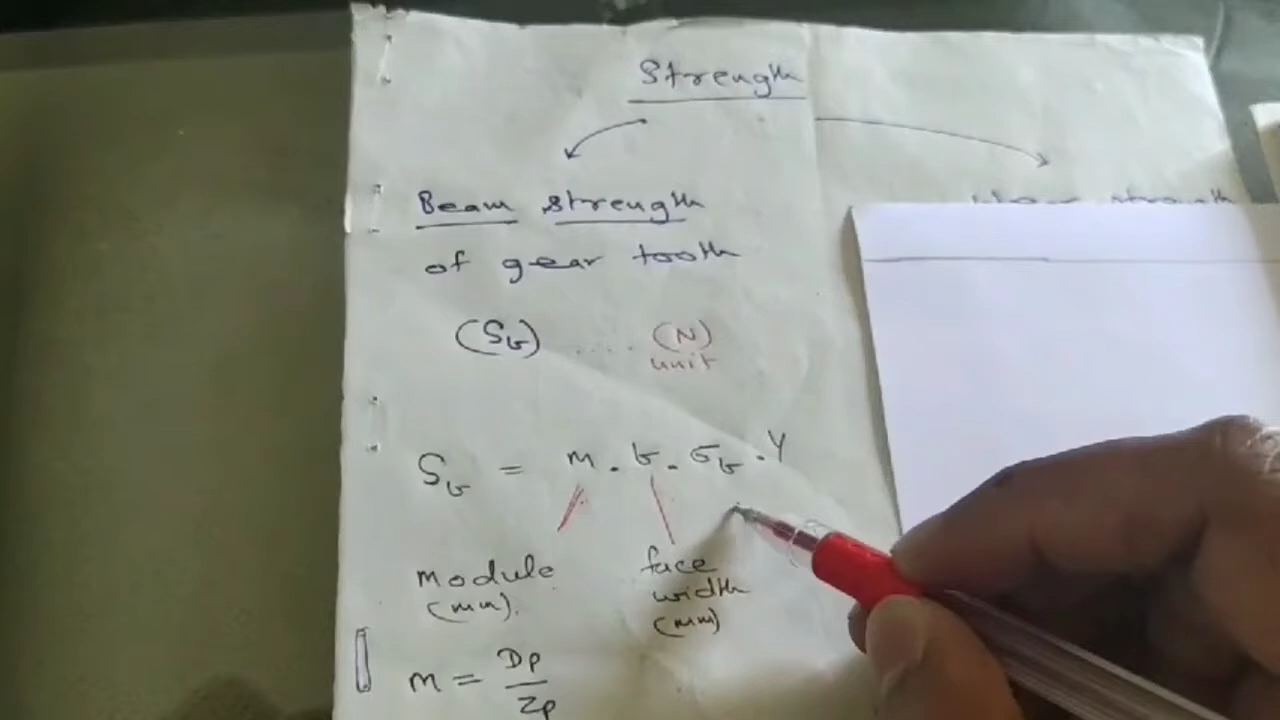 Strength
Beam strength
of gear tooth
(Sb) .... (N)
unit
Sb = m . b . σb . Y
module
(mm).
face
width
(mm)
m = Dp
Zp